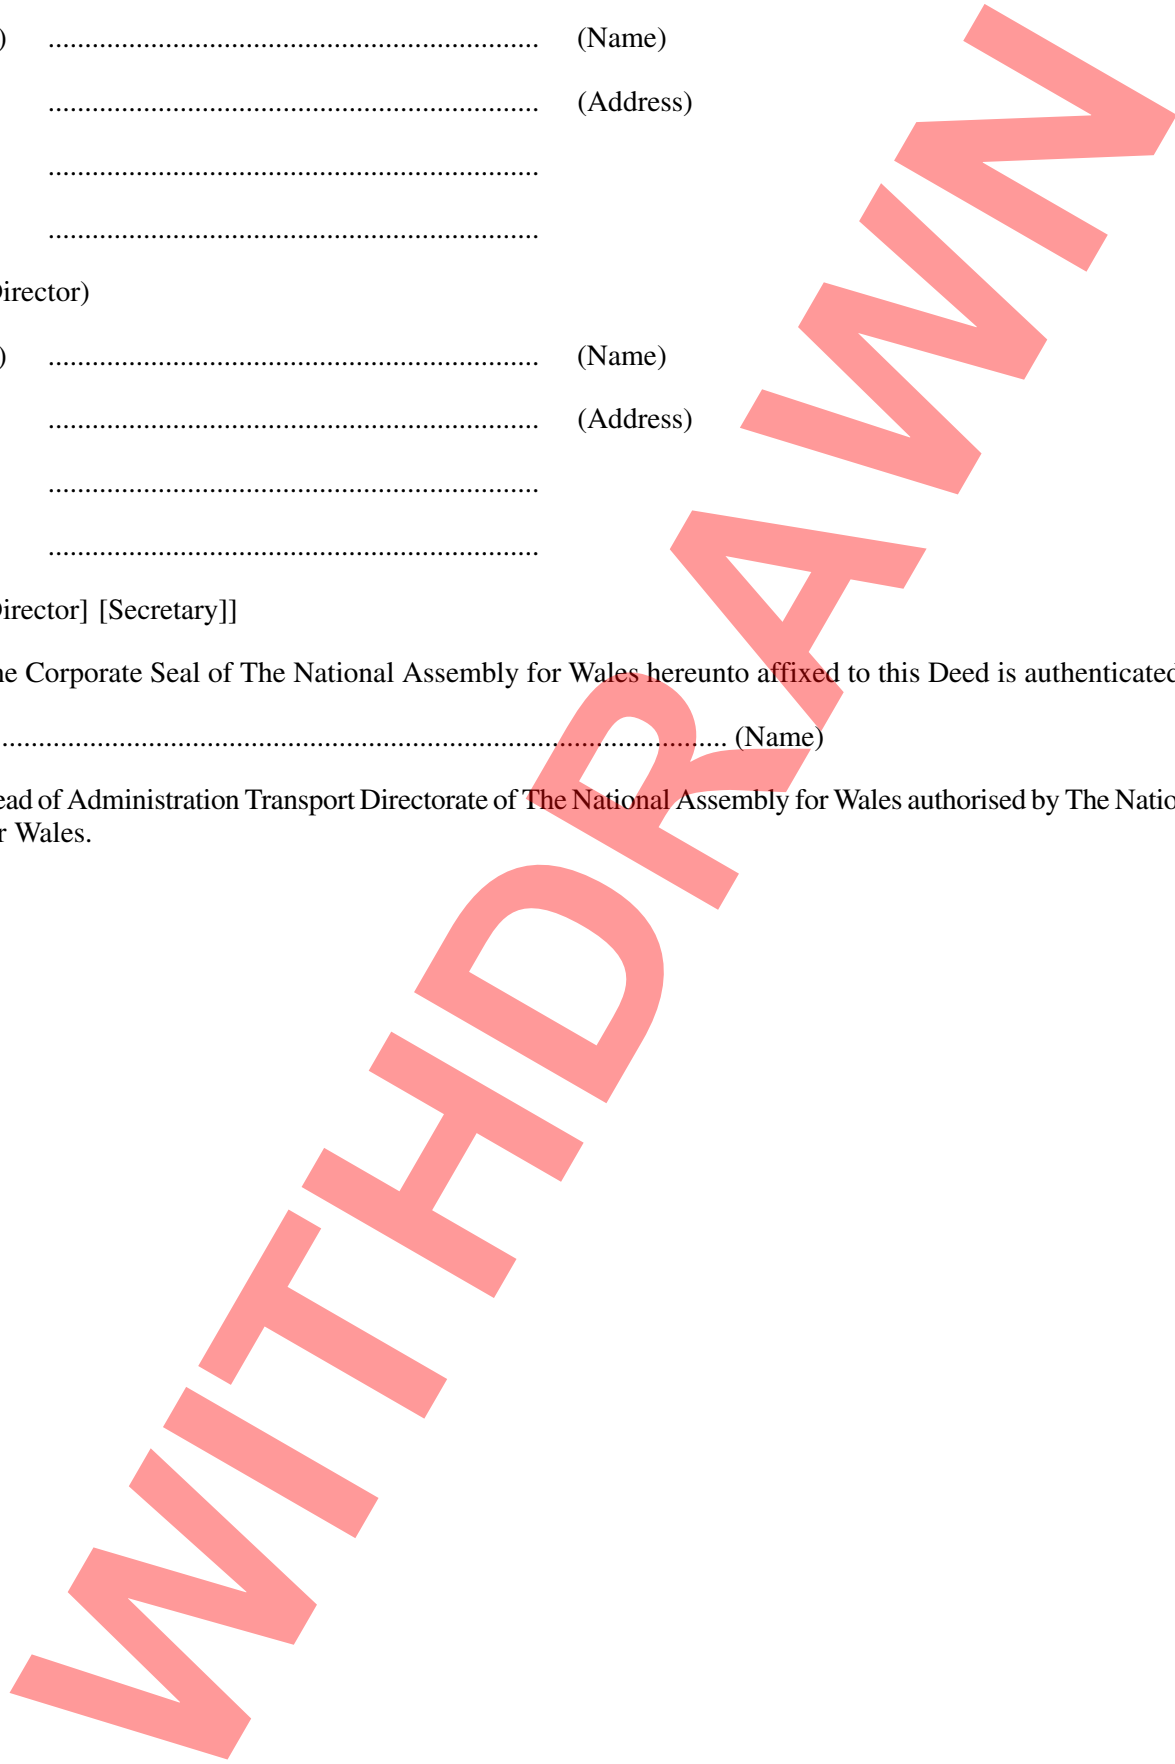 ) .................................................................. (Name)
.................................................................. (Address)
..................................................................
..................................................................
irector)
) .................................................................. (Name)
.................................................................. (Address)
..................................................................
..................................................................
irector] [Secretary]]
ne Corporate Seal of The National Assembly for Wales hereunto affixed to this Deed is authenticated
.................................................................................................. (Name)
ead of Administration Transport Directorate of The National Assembly for Wales authorised by The Natio
r Wales.
WITHDRAWN